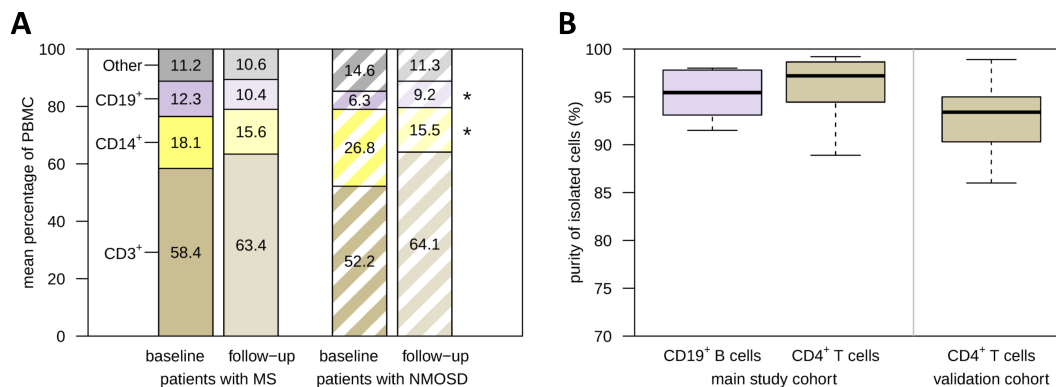 A
mean percentage of PBMC
100
80
60
40
20
0
Other
CD19⁺
CD14⁺
CD3⁺
11.2
12.3
18.1
58.4
10.6
10.4
15.6
63.4
14.6
6.3
26.8
52.2
11.3
9.2
15.5
64.1
*
*
baseline follow−up baseline follow−up
patients with MS patients with NMOSD
B
purity of isolated cells (%)
100
95
90
85
80
75
70
CD19⁺ B cells CD4⁺ T cells CD4⁺ T cells
main study cohort validation cohort